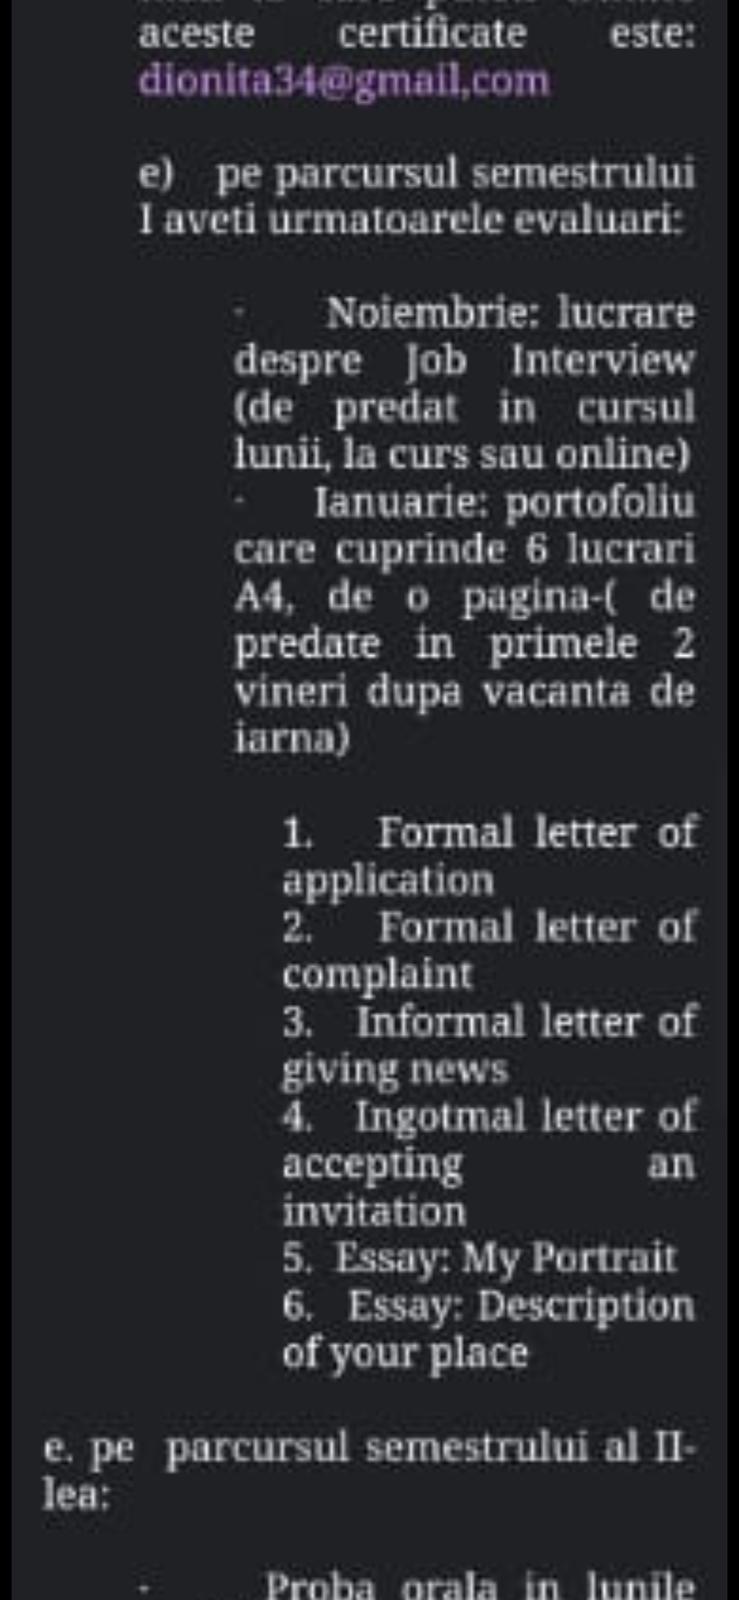 aceste certificate este:
dionita34@gmail,com
e) pe parcursul semestrului
I aveti urmatoarele evaluari:
- Noiembrie: lucrare
despre Job Interview
(de predat in cursul
lunii, la curs sau online)
- Ianuarie: portofoliu
care cuprinde 6 lucrari
A4, de o pagina-( de
predate in primele 2
vineri dupa vacanta de
iarna)
1. Formal letter of
application
2. Formal letter of
complaint
3. Informal letter of
giving news
4. Ingotmal letter of
accepting an
invitation
5. Essay: My Portrait
6. Essay: Description
of your place
e. pe parcursul semestrului al II-
lea:
- Proba orala in lunile